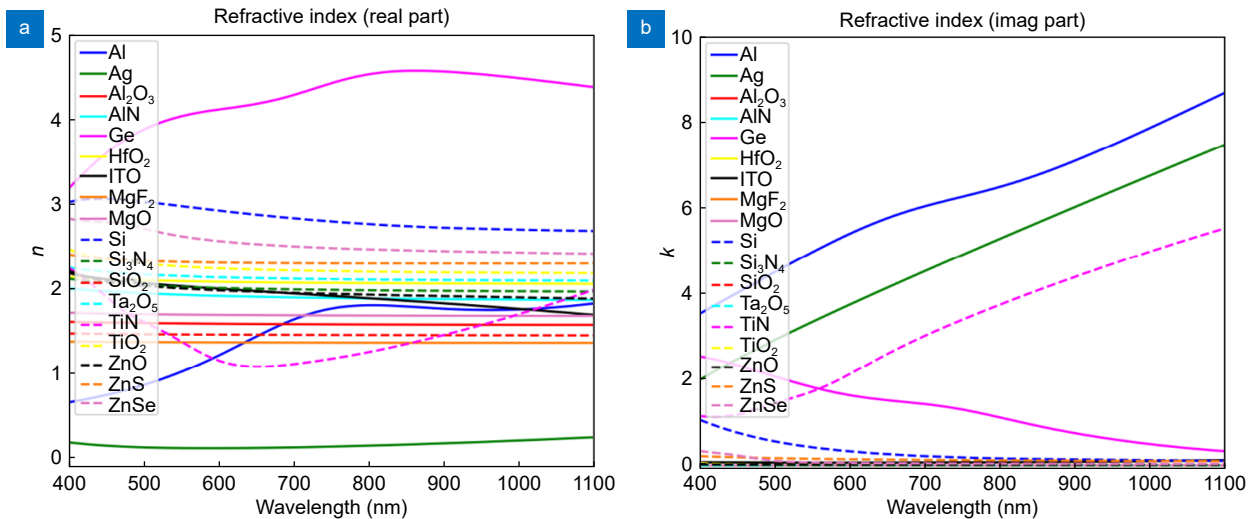 a
Refractive index (real part)
5
4
3
2
1
0
n
Al
Ag
Al₂O₃
AlN
Ge
HfO₂
ITO
MgF₂
MgO
Si
Si₃N₄
SiO₂
Ta₂O₅
TiN
TiO₂
ZnO
ZnS
ZnSe
400 500 600 700 800 900 1000 1100
Wavelength (nm)
b
Refractive index (imag part)
10
8
6
4
2
0
k
Al
Ag
Al₂O₃
AlN
Ge
HfO₂
ITO
MgF₂
MgO
Si
Si₃N₄
SiO₂
Ta₂O₅
TiN
TiO₂
ZnO
ZnS
ZnSe
400 500 600 700 800 900 1000 1100
Wavelength (nm)